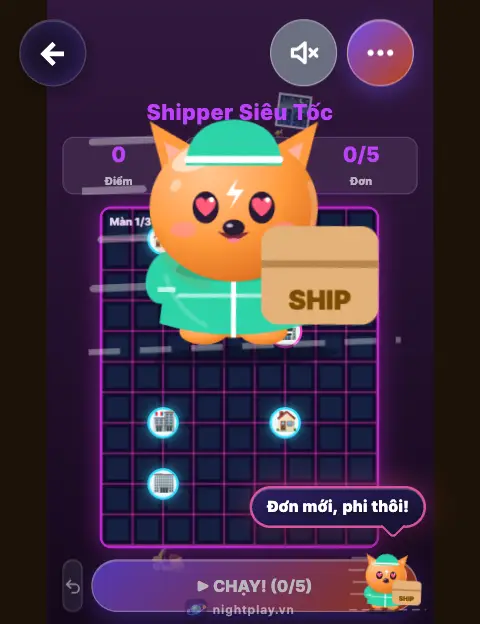 Shipper Siêu Tốc
0
0/5
Điểm
Đơn
Màn 1/3
SHIP
Đơn mới, phi thôi!
CHẠY! (0/5)
SHIP
nightplay.vn